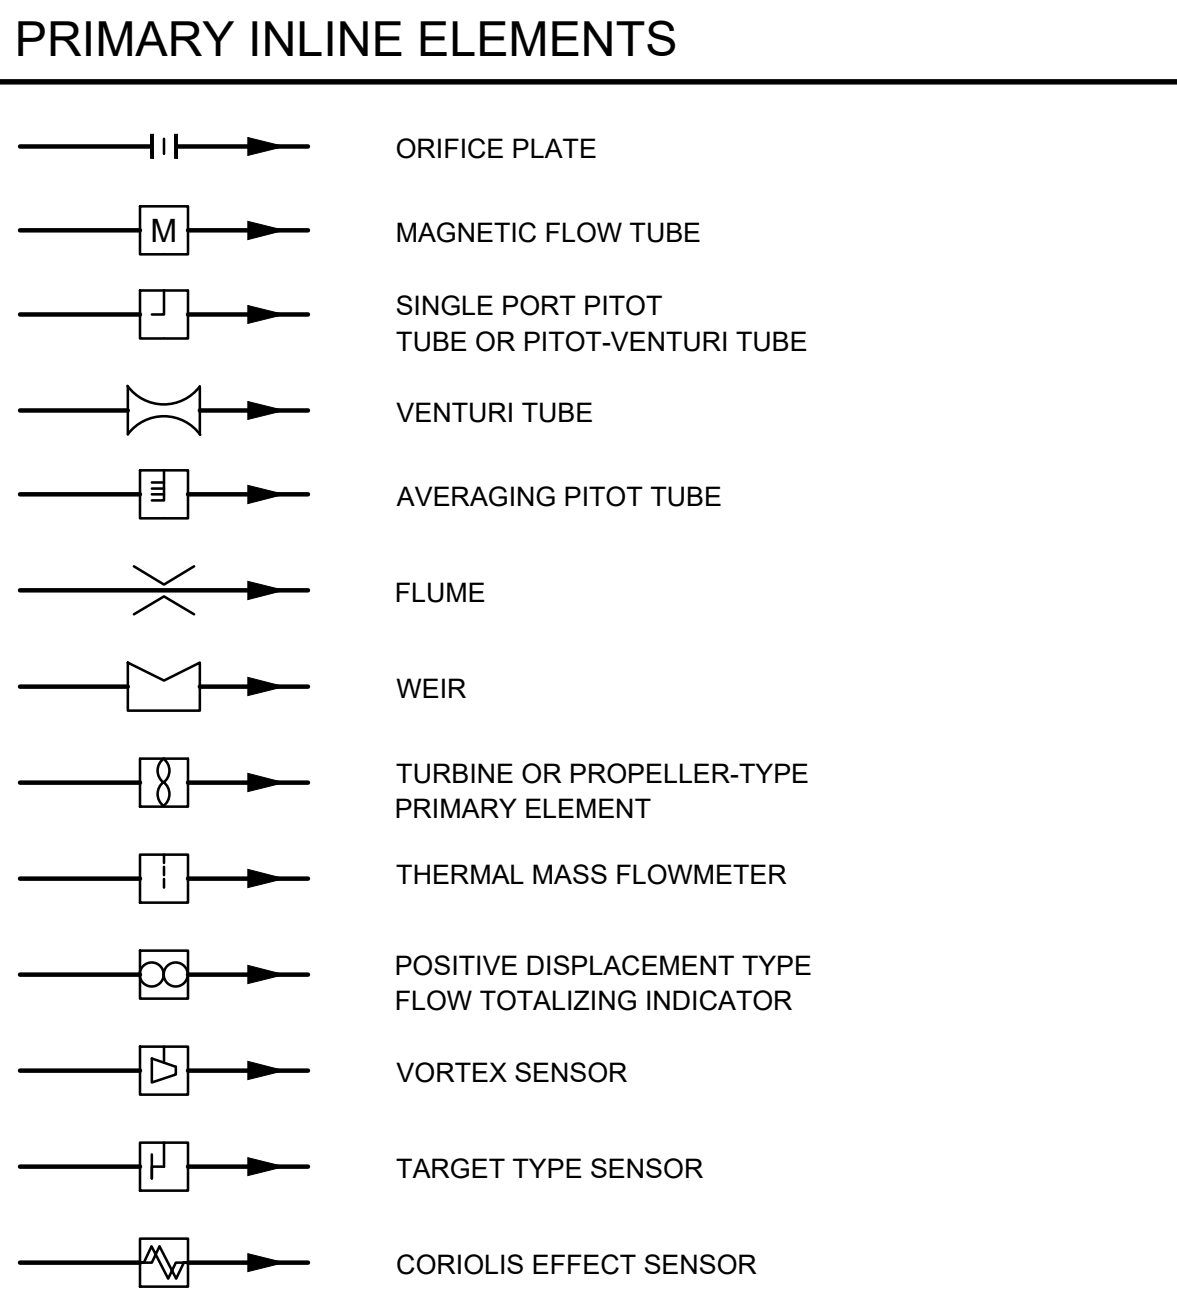 PRIMARY INLINE ELEMENTS
ORIFICE PLATE
M
MAGNETIC FLOW TUBE
SINGLE PORT PITOT
TUBE OR PITOT-VENTURI TUBE
VENTURI TUBE
AVERAGING PITOT TUBE
FLUME
WEIR
TURBINE OR PROPELLER-TYPE
PRIMARY ELEMENT
THERMAL MASS FLOWMETER
POSITIVE DISPLACEMENT TYPE
FLOW TOTALIZING INDICATOR
VORTEX SENSOR
TARGET TYPE SENSOR
CORIOLIS EFFECT SENSOR